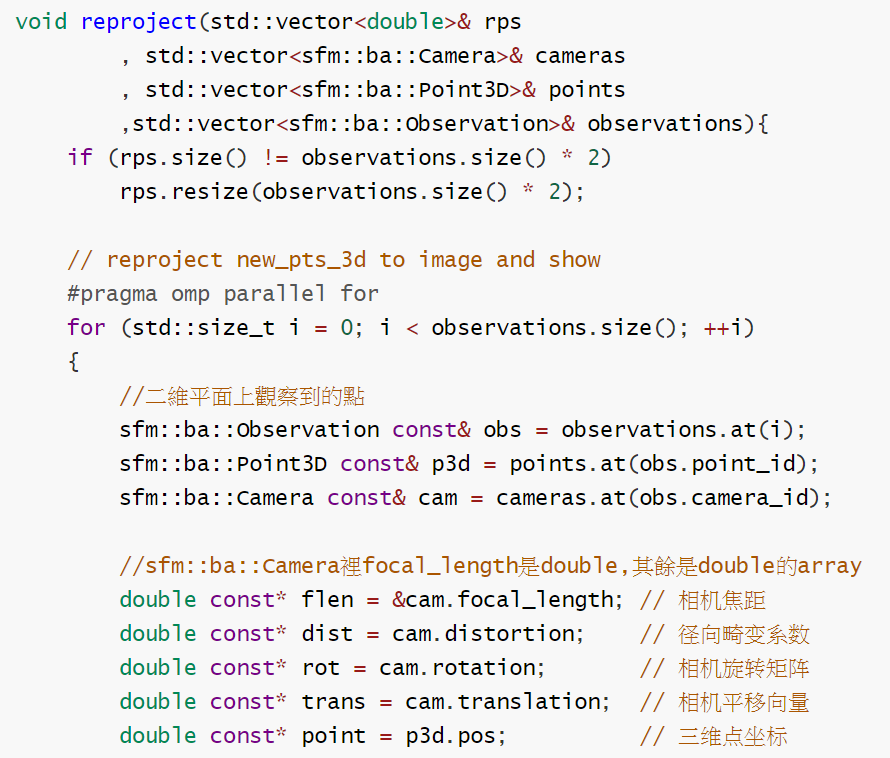 void reproject(std::vector<double>& rps
, std::vector<sfm::ba::Camera>& cameras
, std::vector<sfm::ba::Point3D>& points
,std::vector<sfm::ba::Observation>& observations){
if (rps.size() != observations.size() * 2)
rps.resize(observations.size() * 2);
// reproject new_pts_3d to image and show
#pragma omp parallel for
for (std::size_t i = 0; i < observations.size(); ++i)
{
//二維平面上觀察到的點
sfm::ba::Observation const& obs = observations.at(i);
sfm::ba::Point3D const& p3d = points.at(obs.point_id);
sfm::ba::Camera const& cam = cameras.at(obs.camera_id);
//sfm::ba::Camera裡focal_length是double,其餘是double的array
double const* flen = &cam.focal_length; // 相机焦距
double const* dist = cam.distortion; // 径向畸变系数
double const* rot = cam.rotation; // 相机旋转矩阵
double const* trans = cam.translation; // 相机平移向量
double const* point = p3d.pos; // 三维点坐标